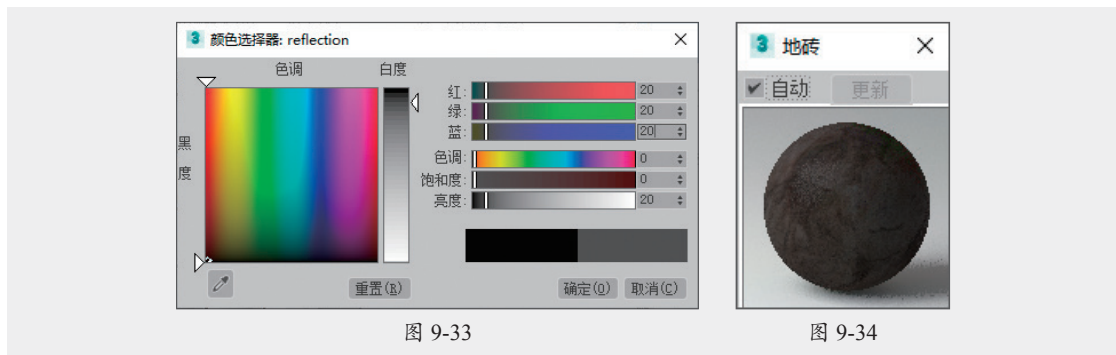 颜色选择器: reflection
色调
白度
黑度
红: 20
绿: 20
蓝: 20
色调: 0
饱和度: 0
亮度: 20
重置(R)
确定(O)
取消(C)
图 9-33
地砖
自动
更新
图 9-34